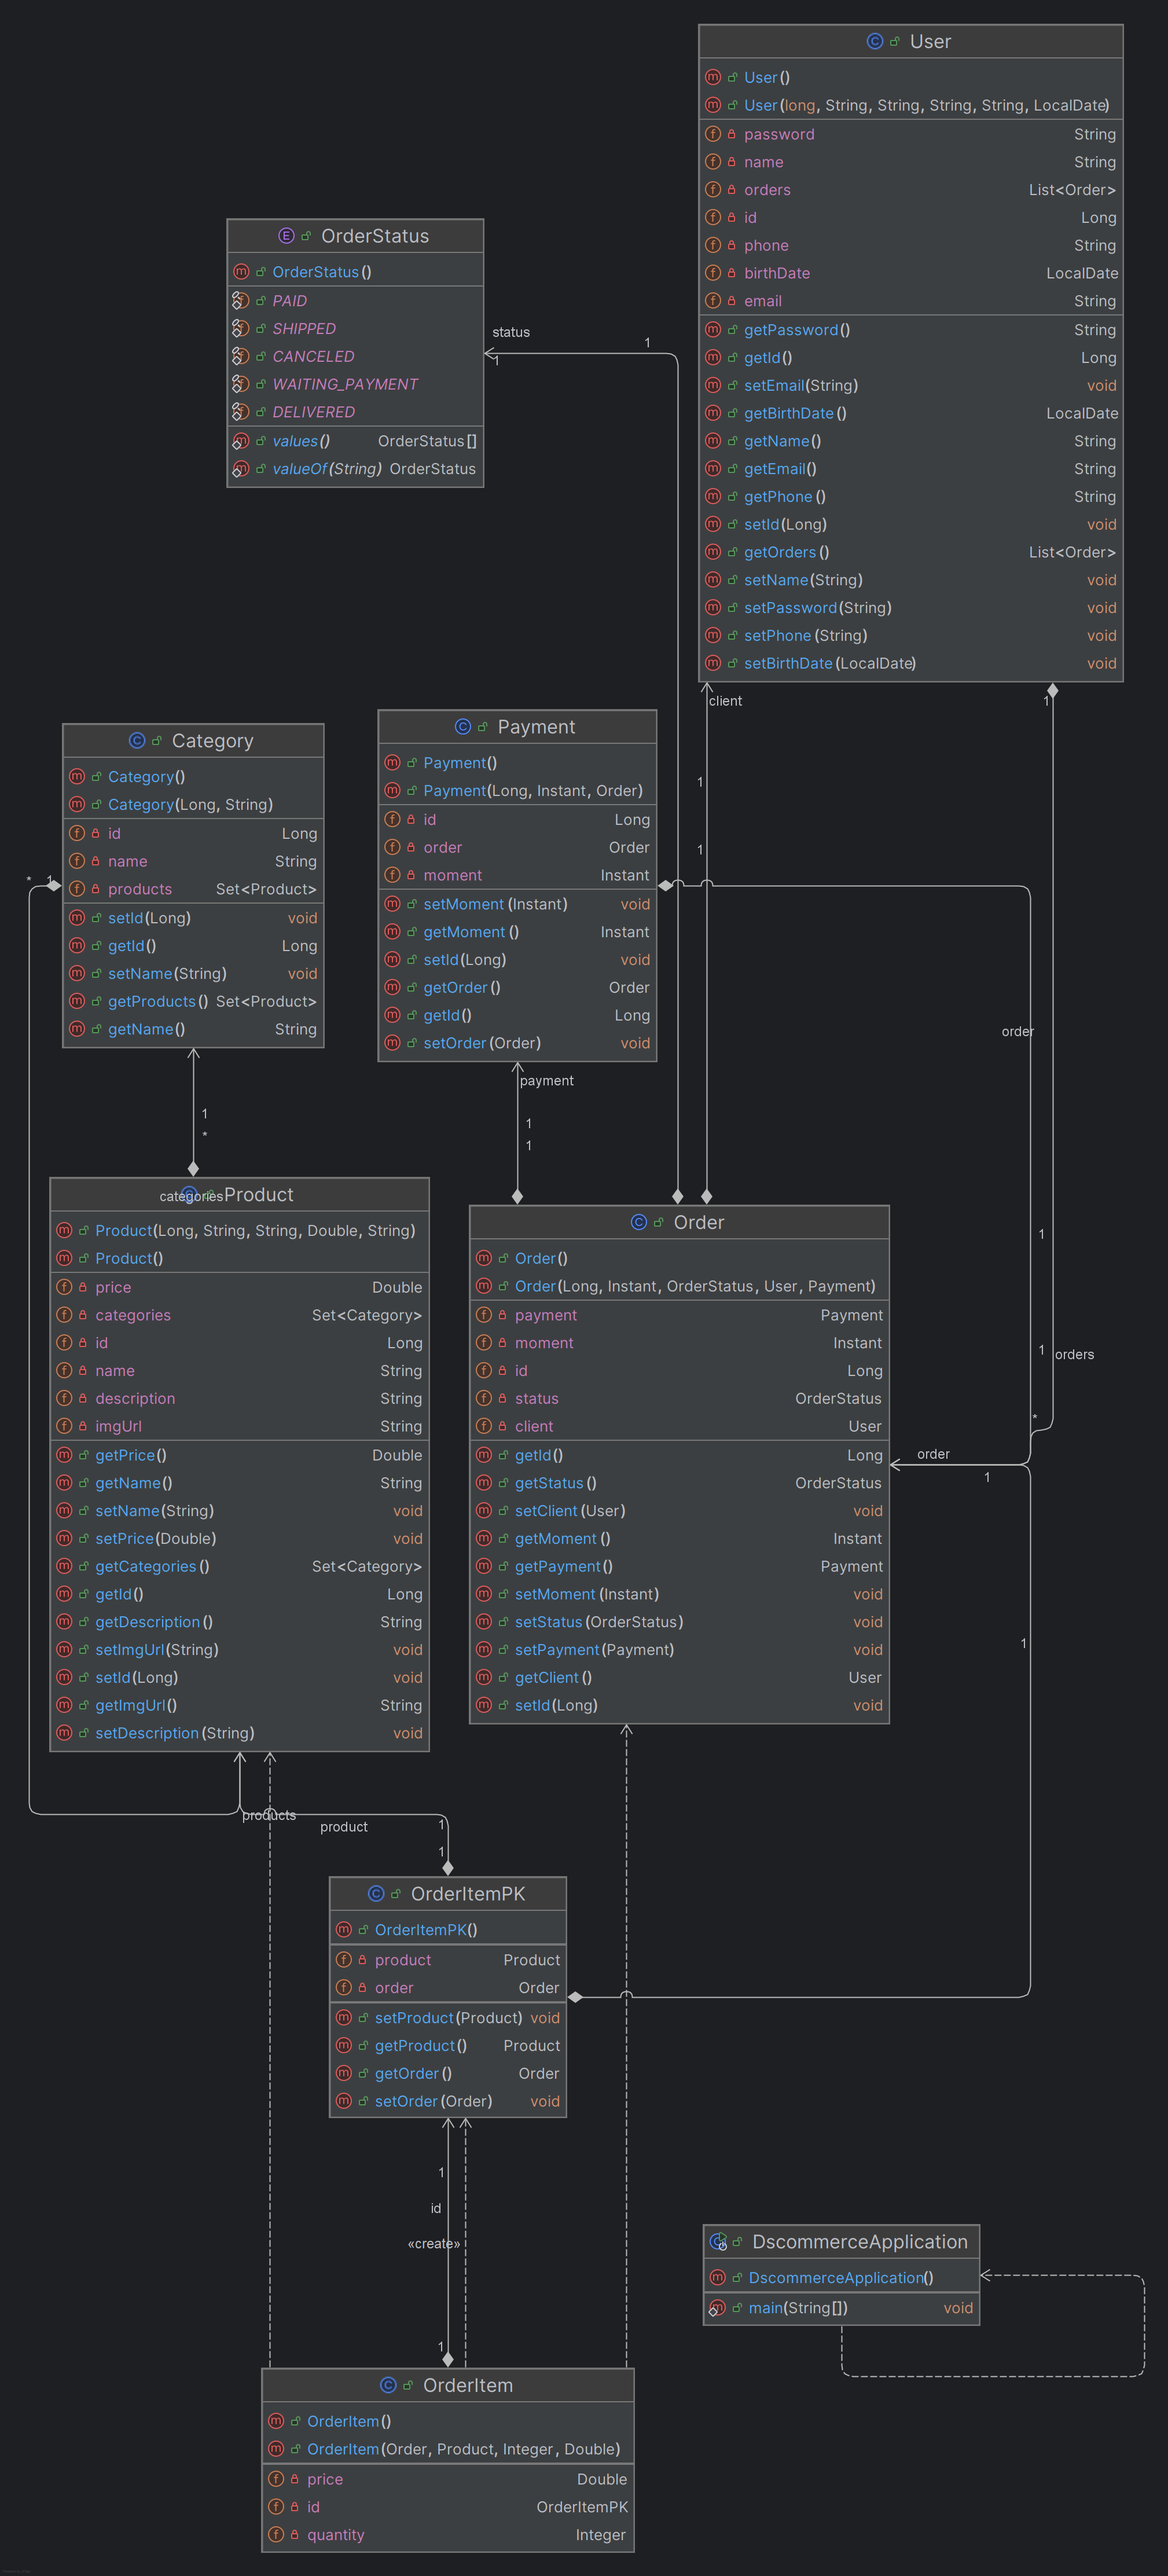 User
User()
User(long, String, String, String, String, LocalDate)
password String
name String
orders List<Order>
id Long
phone String
birthDate LocalDate
email String
getPassword() String
getId() Long
setEmail(String) void
getBirthDate() LocalDate
getName() String
getEmail() String
getPhone() String
setId(Long) void
getOrders() List<Order>
setName(String) void
setPassword(String) void
setPhone(String) void
setBirthDate(LocalDate) void
OrderStatus
OrderStatus()
PAID
SHIPPED
CANCELED
WAITING_PAYMENT
DELIVERED
values() OrderStatus[]
valueOf(String) OrderStatus
status
1
1
client
1
1
1
Category
Category()
Category(Long, String)
id Long
name String
products Set<Product>
setId(Long) void
getId() Long
setName(String) void
getProducts() Set<Product>
getName() String
* 1
Payment
Payment()
Payment(Long, Instant, Order)
id Long
order Order
moment Instant
setMoment(Instant) void
getMoment() Instant
setId(Long) void
getOrder() Order
getId() Long
setOrder(Order) void
order
payment
1
1
1
*
categories
Product
Product(Long, String, String, Double, String)
Product()
price Double
categories Set<Category>
id Long
name String
description String
imgUrl String
getPrice() Double
getName() String
setName(String) void
setPrice(Double) void
getCategories() Set<Category>
getId() Long
getDescription() String
setImgUrl(String) void
setId(Long) void
getImgUrl() String
setDescription(String) void
Order
Order()
Order(Long, Instant, OrderStatus, User, Payment)
payment Payment
moment Instant
id Long
status OrderStatus
client User
getId() Long
getStatus() OrderStatus
setClient(User) void
getMoment() Instant
getPayment() Payment
setMoment(Instant) void
setStatus(OrderStatus) void
setPayment(Payment) void
getClient() User
setId(Long) void
1
1
orders
*
order
1
1
products
product
1
1
OrderItemPK
OrderItemPK()
product Product
order Order
setProduct(Product) void
getProduct() Product
getOrder() Order
setOrder(Order) void
1
id
«create»
1
DscommerceApplication
DscommerceApplication()
main(String[]) void
OrderItem
OrderItem()
OrderItem(Order, Product, Integer, Double)
price Double
id OrderItemPK
quantity Integer